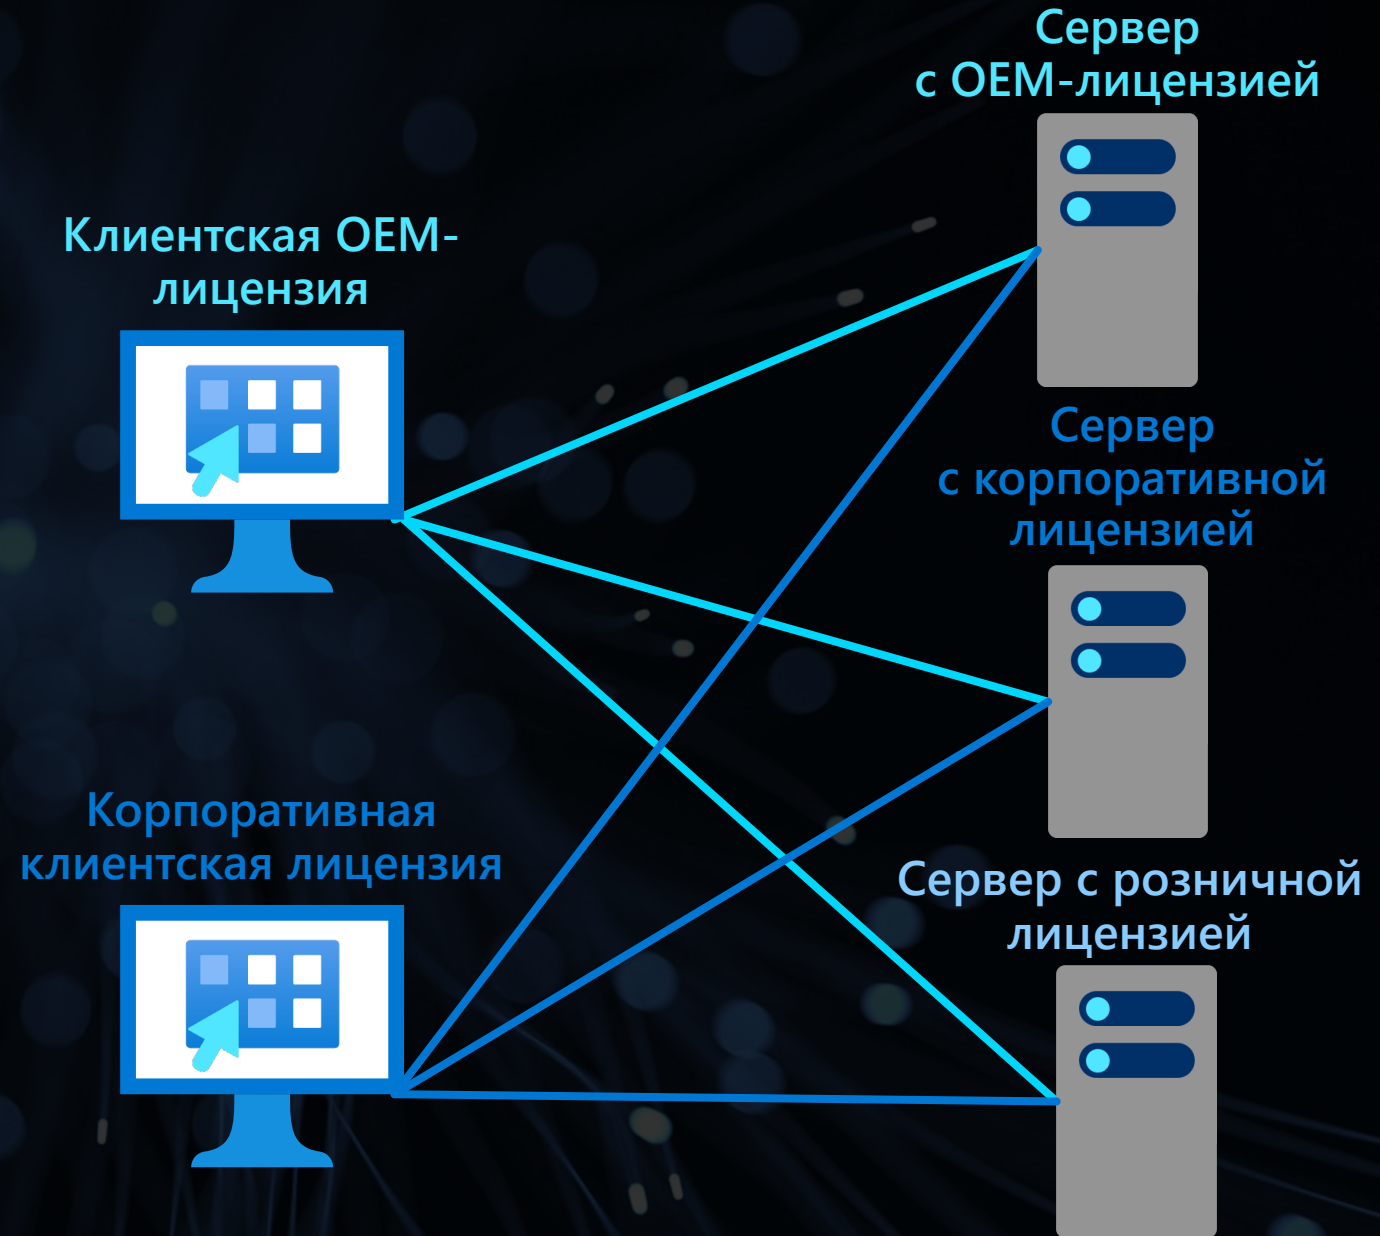 Сервер
с OEM-лицензией
Клиентская OEM-
лицензия
Сервер
с корпоративной
лицензией
Корпоративная
клиентская лицензия
Сервер с розничной
лицензией